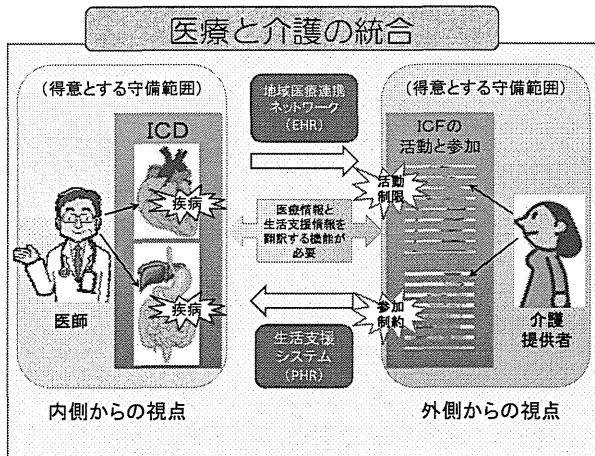 医療と介護の統合
(得意とする守備範囲)
ICD
疾病
疾病
医師
内側からの視点
地域医療連携
ネットワーク
(EHR)
医療情報と
生活支援情報を
翻訳する機能が
必要
生活支援
システム
(PHR)
(得意とする守備範囲)
ICFの
活動と参加
活動
制限
参加
制約
介護
提供者
外側からの視点